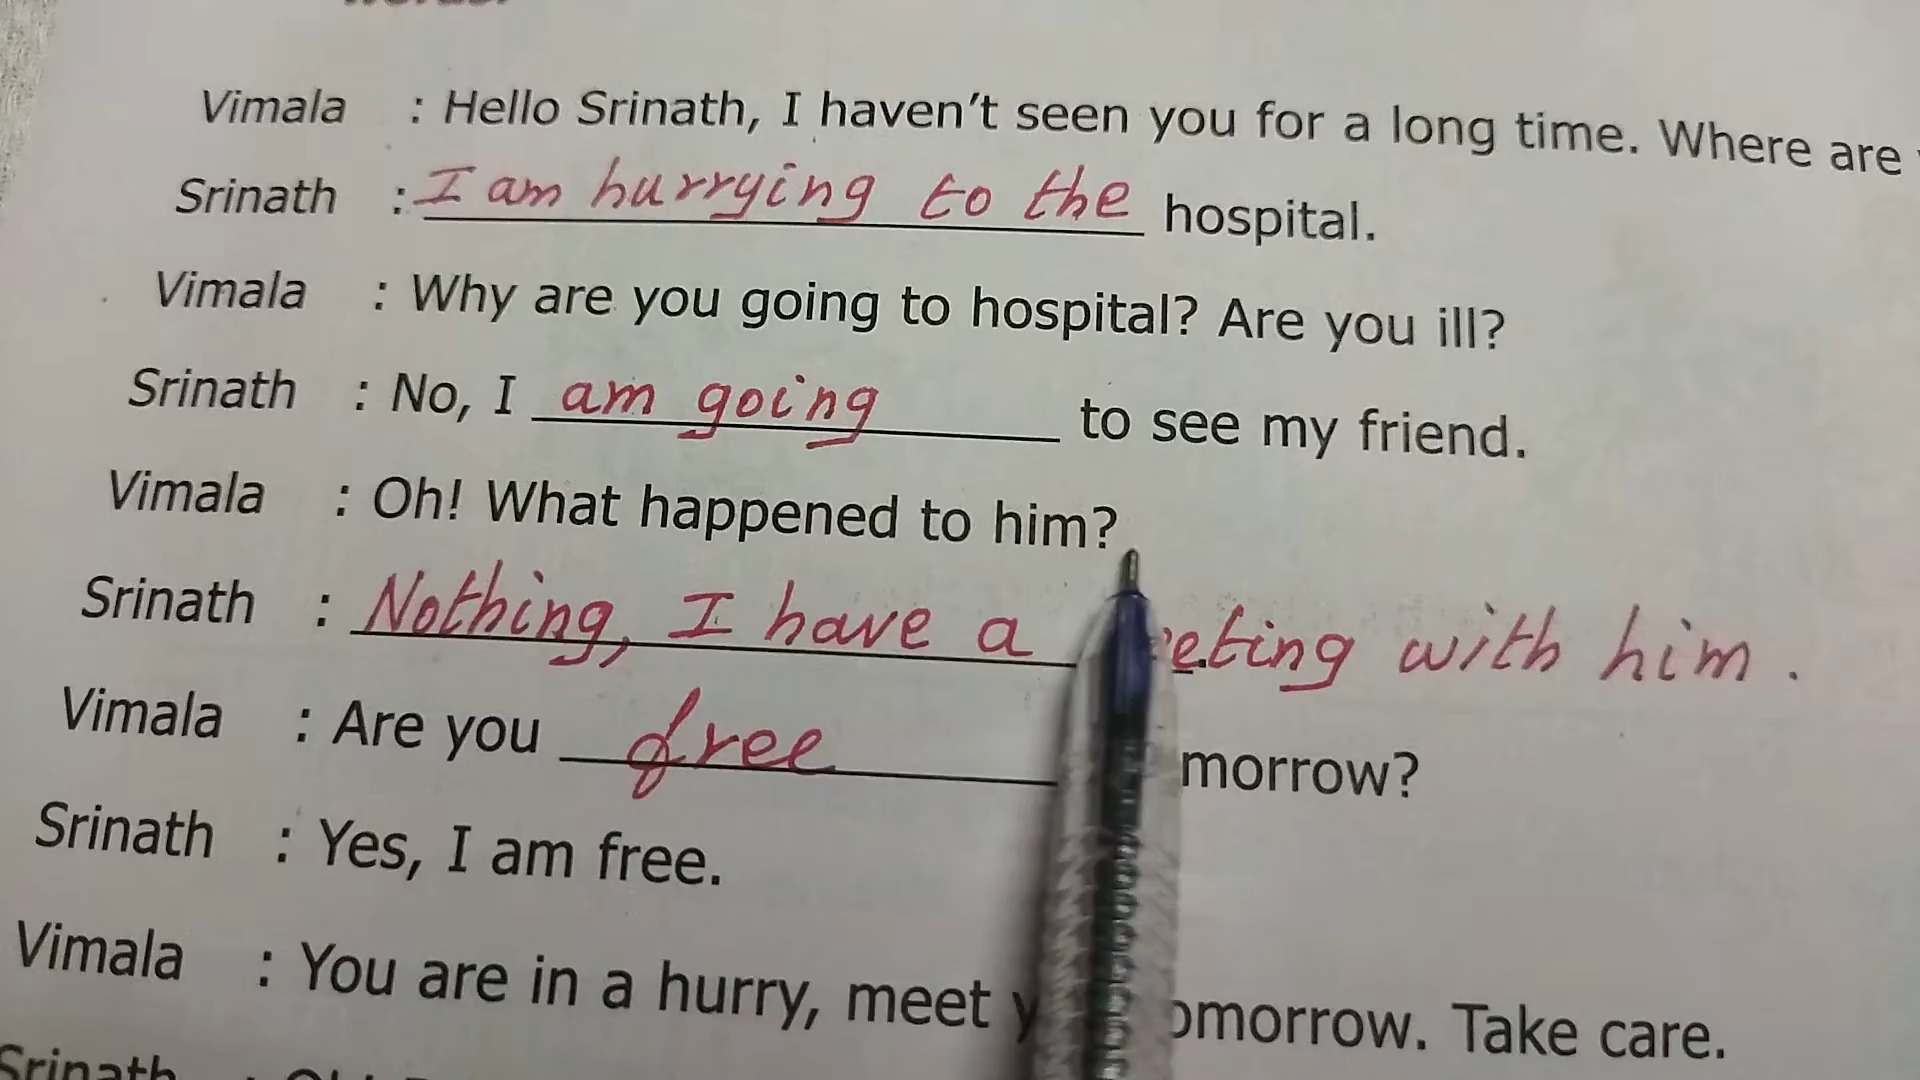 Vimala : Hello Srinath, I haven't seen you for a long time. Where are
Srinath : I am hurrying to the hospital.
Vimala : Why are you going to hospital? Are you ill?
Srinath : No, I am going to see my friend.
Vimala : Oh! What happened to him?
Srinath : Nothing, I have a eting with him.
Vimala : Are you free morrow?
Srinath : Yes, I am free.
Vimala : You are in a hurry, meet y omorrow. Take care.
Srinath :